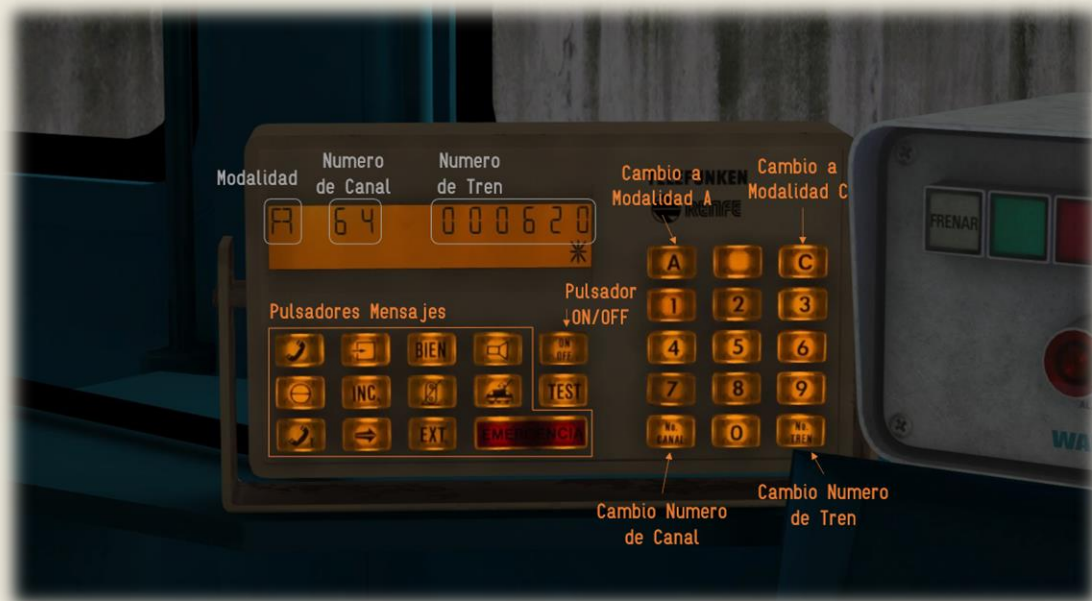 Modalidad
Numero
de Canal
Numero
de Tren
Cambio a
Modalidad A
Cambio a
Modalidad C
TELEFUNKEN
RENFE
A 64 000620
Pulsadores Mensajes
Pulsador
ON/OFF
A C
1 2 3
4 5 6
7 8 9
No. CANAL 0 No. TREN
BIEN ON OFF
INC. TEST
EXT. EMERGENCIA
FRENAR
WA
Cambio Numero
de Canal
Cambio Numero
de Tren